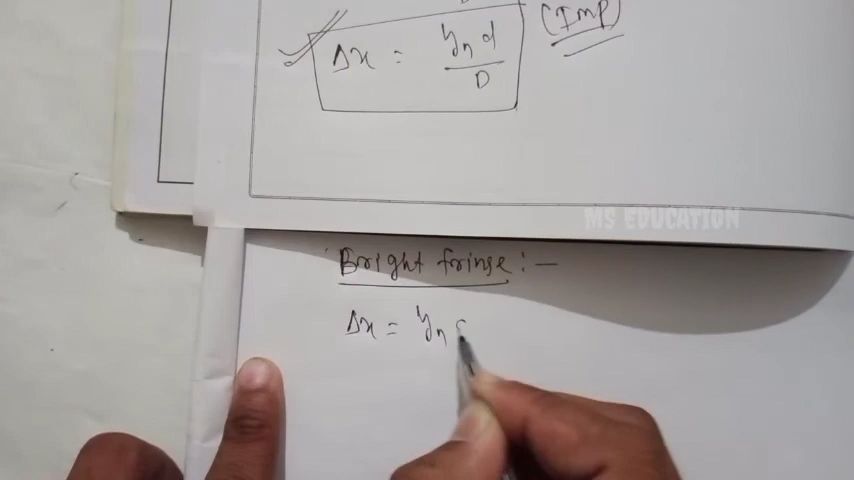 Δx = yₙd/D (Imp)
MS EDUCATION
Bright fringe :—
Δx = yₙ